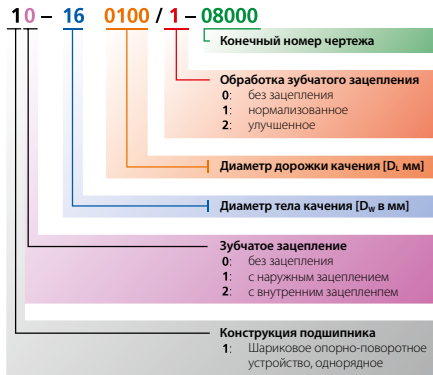 10 – 16 0100 / 1 – 08000
Конечный номер чертежа
Обработка зубчатого зацепления
0: без зацепления
1: нормализованное
2: улучшенное
Диаметр дорожки качения [DL мм]
Диаметр тела качения [DW в мм]
Зубчатое зацепление
0: без зацепления
1: с наружным зацеплением
2: с внутренним зацепленпем
Конструкция подшипника
1: Шариковое опорно-поворотное
устройство, однорядное